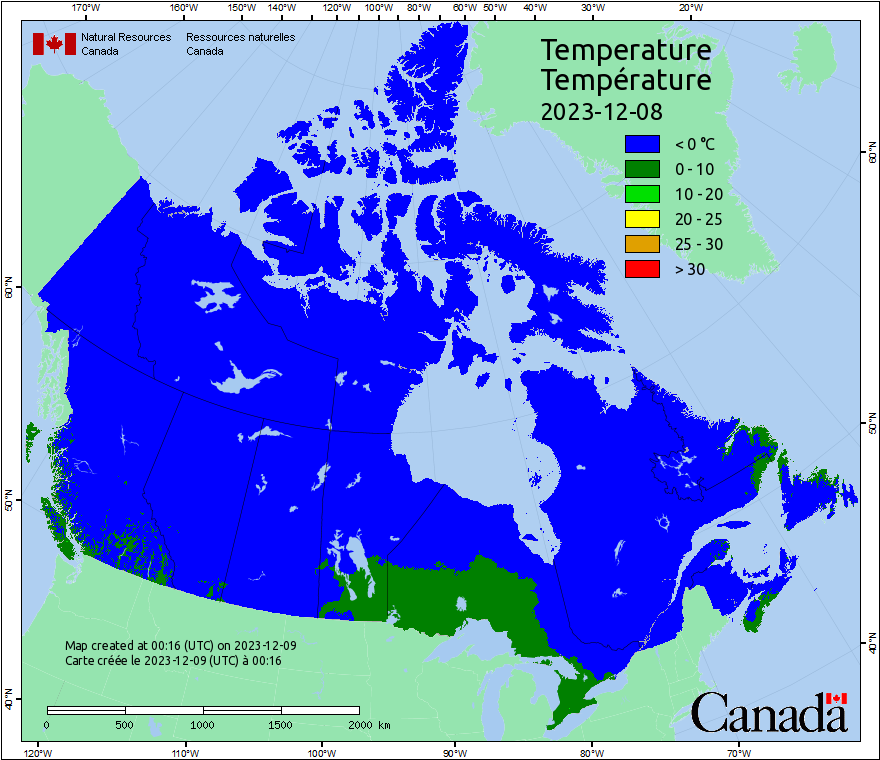 170°W 160°W 150°W 140°W 130°W 120°W 110°W 100°W 90°W 80°W 70°W 60°W 50°W 40°W 30°W 20°W
Natural Resources Ressources naturelles
Canada Canada
Temperature
Température
2023-12-08
< 0 °C
0 - 10
10 - 20
20 - 25
25 - 30
> 30
60°N
60°N
50°N
50°N
40°N
40°N
Map created at 00:16 (UTC) on 2023-12-09
Carte créée le 2023-12-09 (UTC) à 00:16
0 500 1000 1500 2000 km
Canada
120°W 110°W 100°W 90°W 80°W 70°W